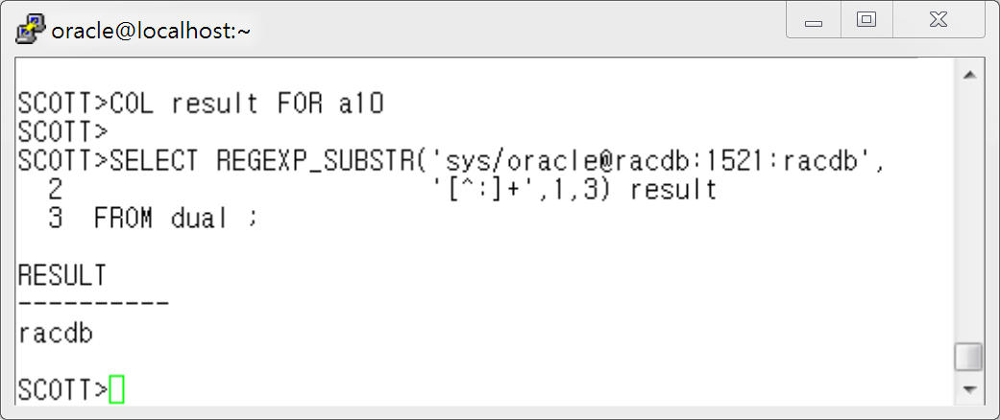 oracle@localhost:~
SCOTT>COL result FOR a10
SCOTT>
SCOTT>SELECT REGEXP_SUBSTR('sys/oracle@racdb:1521:racdb',
  2                         '[^:]+',1,3) result
  3  FROM dual ;
RESULT
----------
racdb
SCOTT>